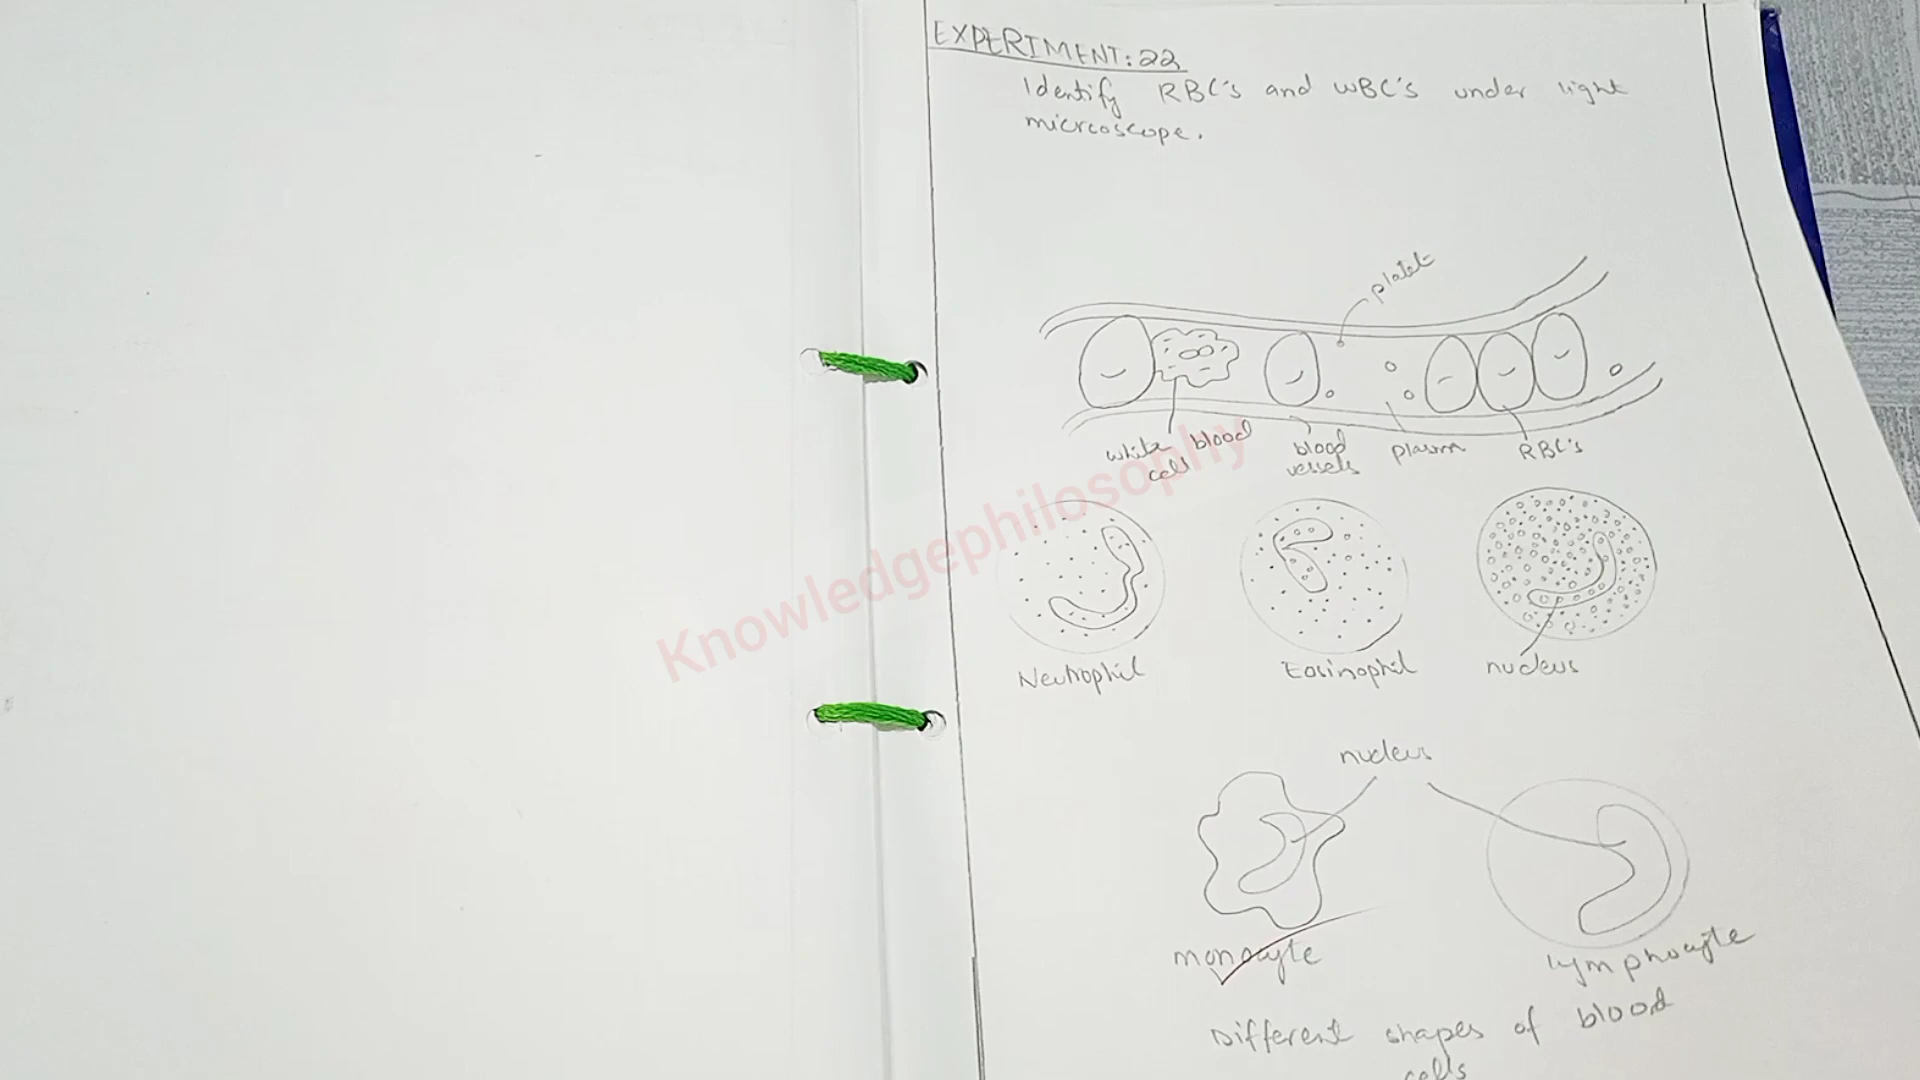 EXPERIMENT: 22
Identify RBC's and WBC's under light
microscope.
platelet
white blood
cell
blood
vessels
plasma
RBC's
Knowledgephilosophy
Neutrophil
Eosinophil
nucleus
nucleus
monocyte
lymphocyte
Different shapes of blood
cells